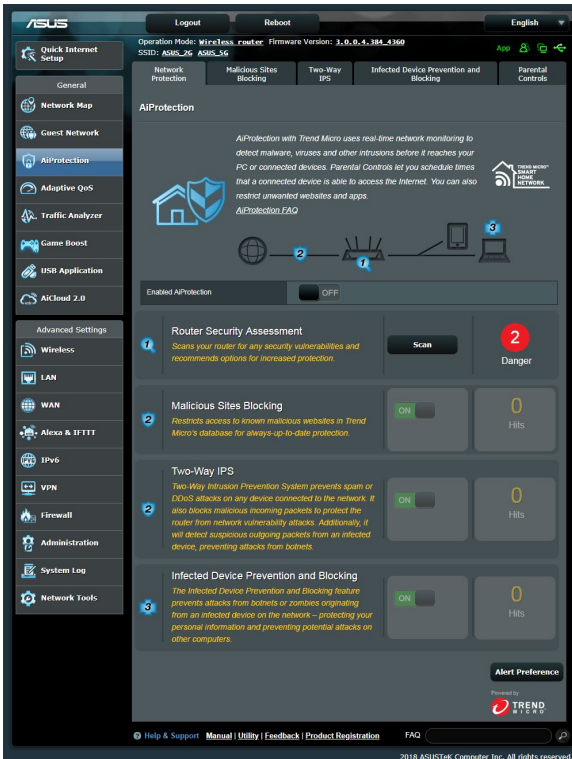 ASUS
Logout
Reboot
English
Quick Internet Setup
Operation Mode: Wireless router Firmware Version: 3.0.0.4.384_4360
SSID: ASUS_2G ASUS_5G
App
General
Network Map
Guest Network
AiProtection
Adaptive QoS
Traffic Analyzer
Game Boost
USB Application
AiCloud 2.0
Advanced Settings
Wireless
LAN
WAN
Alexa & IFTTT
IPv6
VPN
Firewall
Administration
System Log
Network Tools
Network Protection
Malicious Sites Blocking
Two-Way IPS
Infected Device Prevention and Blocking
Parental Controls
AiProtection
AiProtection with Trend Micro uses real-time network monitoring to
detect malware, viruses and other intrusions before it reaches your
PC or connected devices. Parental Controls let you schedule times
that a connected device is able to access the Internet. You can also
restrict unwanted websites and apps.
AiProtection FAQ
TREND MICRO™
SMART
HOME
NETWORK
2
1
3
Enabled AiProtection
OFF
1
Router Security Assessment
Scans your router for any security vulnerabilities and
recommends options for increased protection.
Scan
2
Danger
2
Malicious Sites Blocking
Restricts access to known malicious websites in Trend
Micro's database for always-up-to-date protection.
ON
0
Hits
2
Two-Way IPS
Two-Way Intrusion Prevention System prevents spam or
DDoS attacks on any device connected to the network. It
also blocks malicious incoming packets to protect the
router from network vulnerability attacks. Additionally, it
will detect suspicious outgoing packets from an infected
device, preventing attacks from botnets.
ON
0
Hits
3
Infected Device Prevention and Blocking
The Infected Device Prevention and Blocking feature
prevents attacks from botnets or zombies originating
from an infected device on the network – protecting your
personal information and preventing potential attacks on
other computers.
ON
0
Hits
Alert Preference
Powered by
TREND
MICRO
Help & Support Manual | Utility | Feedback | Product Registration
FAQ
2018 ASUSTeK Computer Inc. All rights reserved.